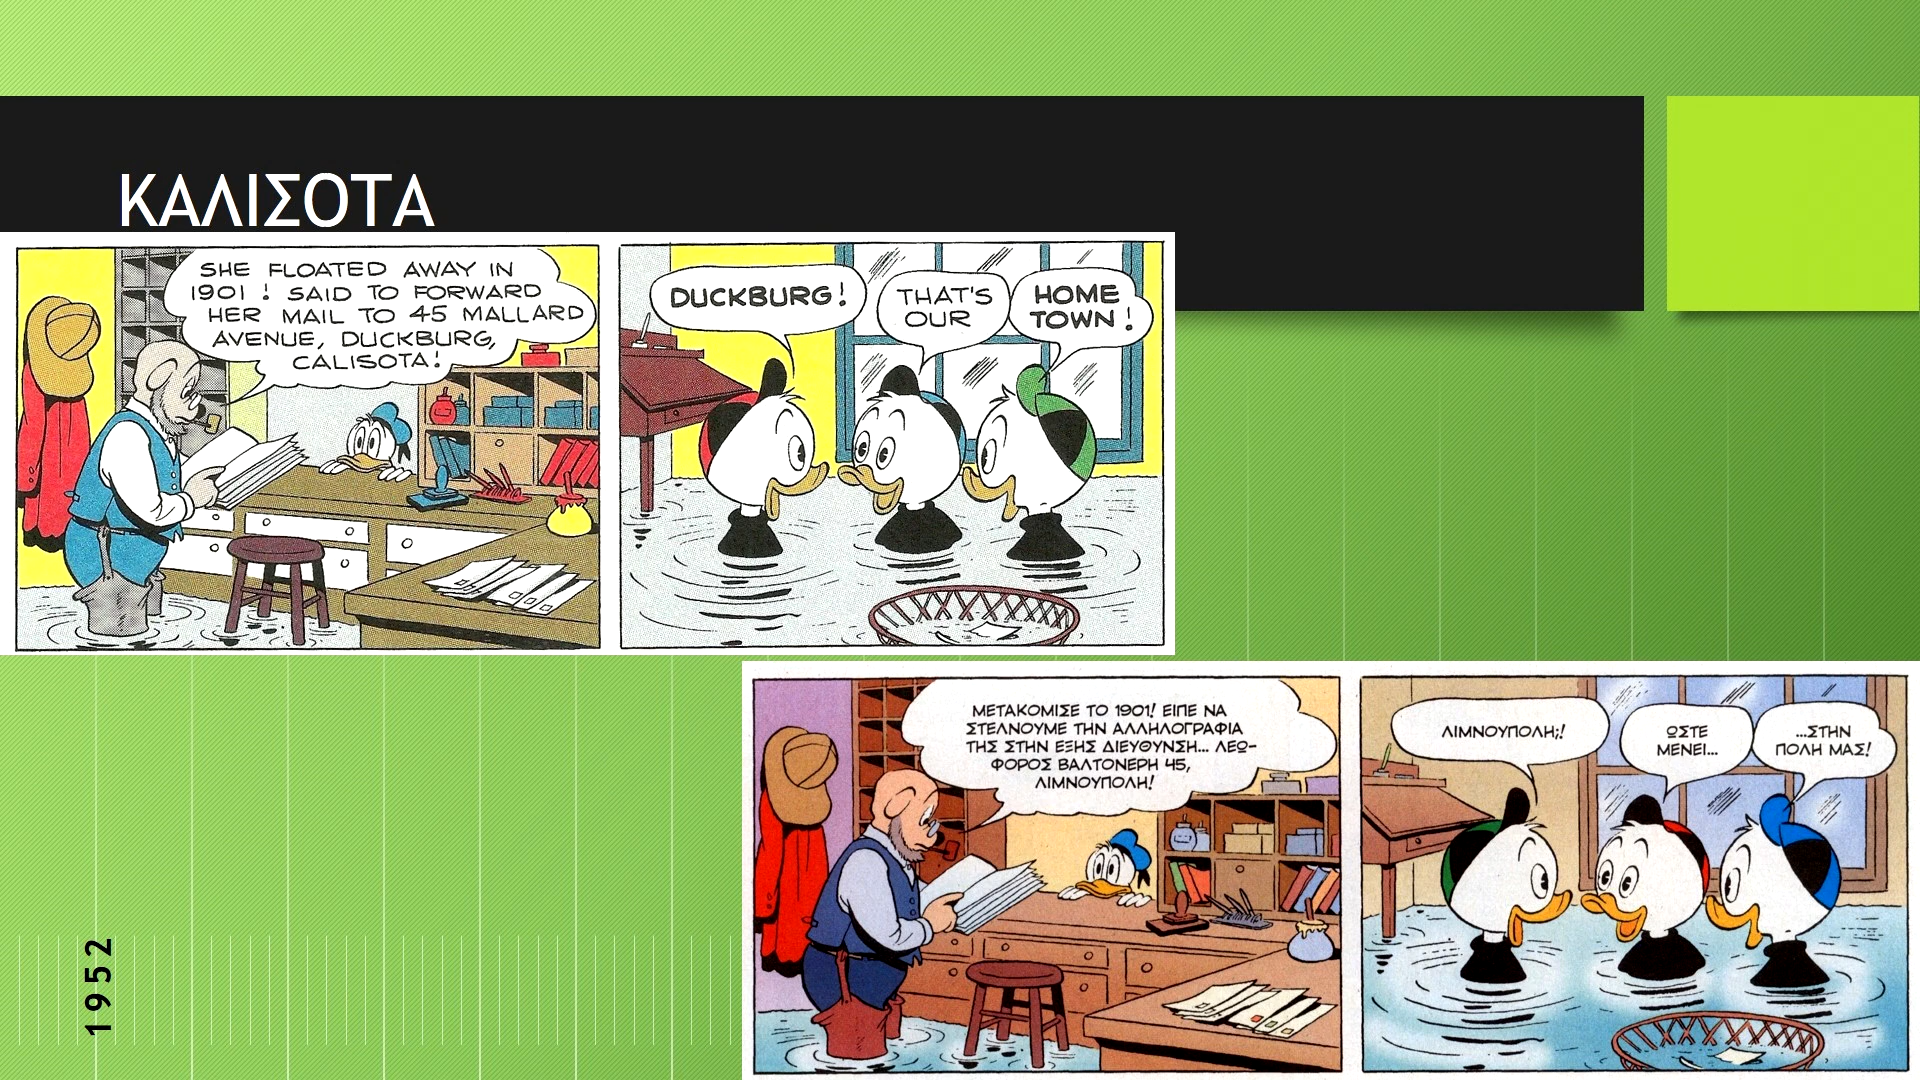 ΚΑΛΙΣΟΤΑ
SHE FLOATED AWAY IN
1901! SAID TO FORWARD
HER MAIL TO 45 MALLARD
AVENUE, DUCKBURG,
CALISOTA!
DUCKBURG!
THAT'S
OUR
HOME
TOWN!
ΜΕΤΑΚΟΜΙΣΕ ΤΟ 1901! ΕΙΠΕ ΝΑ
ΣΤΕΛΝΟΥΜΕ ΤΗΝ ΑΛΛΗΛΟΓΡΑΦΙΑ
ΤΗΣ ΣΤΗΝ ΕΞΗΣ ΔΙΕΥΘΥΝΣΗ... ΛΕΩ-
ΦΟΡΟΣ ΒΑΛΤΟΝΕΡΗ 45,
ΛΙΜΝΟΥΠΟΛΗ!
ΛΙΜΝΟΥΠΟΛΗ;!
ΩΣΤΕ
ΜΕΝΕΙ...
...ΣΤΗΝ
ΠΟΛΗ ΜΑΣ!
1952